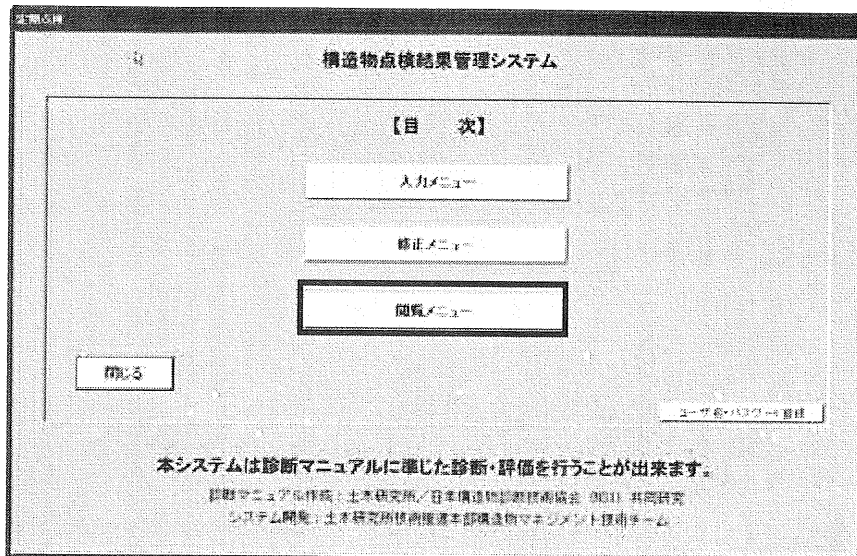 定期点検
構造物点検結果管理システム
【目　次】
入力メニュー
修正メニュー
閲覧メニュー
閉じる
ユーザ名・パスワード管理
本システムは診断マニュアルに準じた診断・評価を行うことが出来ます。
診断マニュアル作成：土木研究所／日本構造物診断技術協会 共同研究
システム開発：土木研究所技術推進本部構造物マネジメント技術チーム